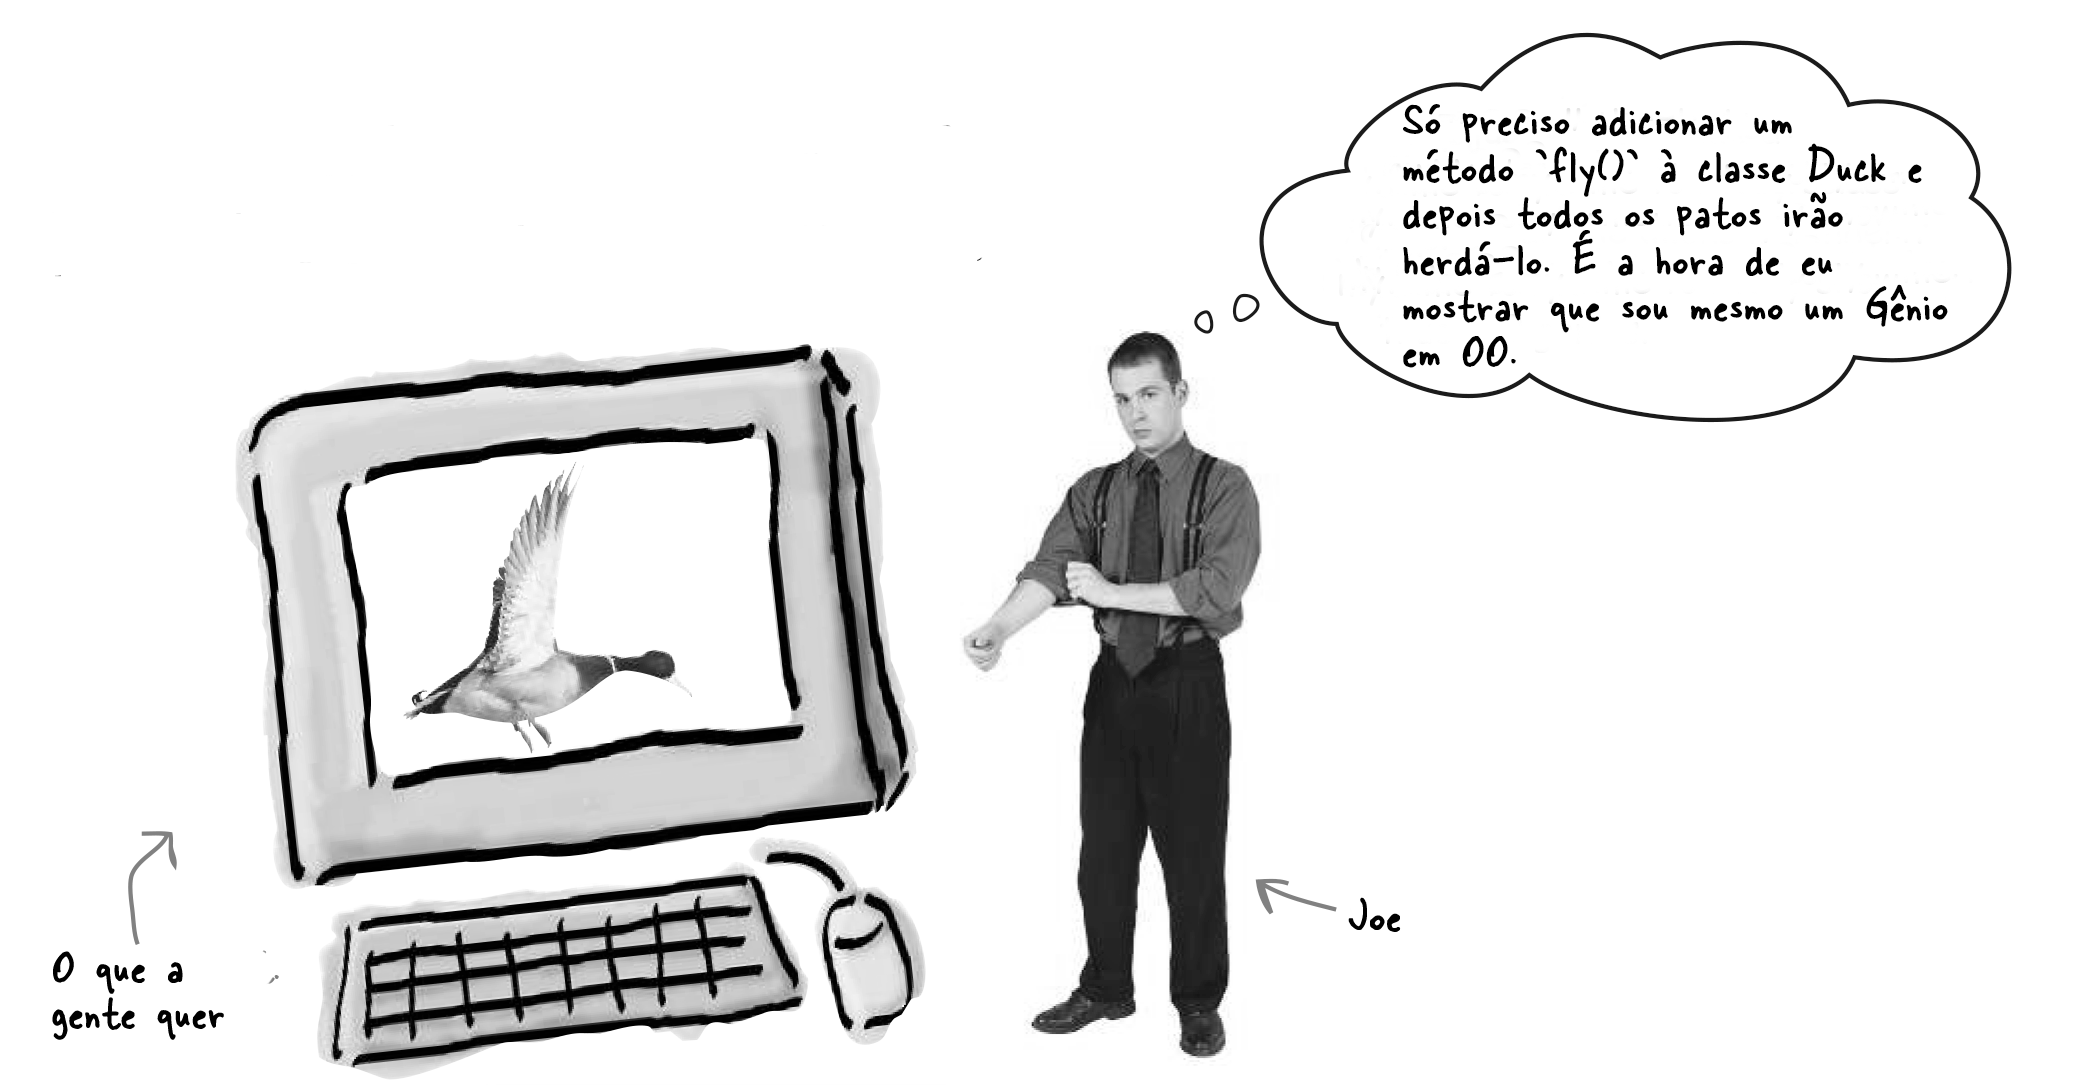 Só preciso adicionar um
método `fly()` à classe Duck e
depois todos os patos irão
herdá-lo. É a hora de eu
mostrar que sou mesmo um Gênio
em OO.
Joe
O que a
gente quer